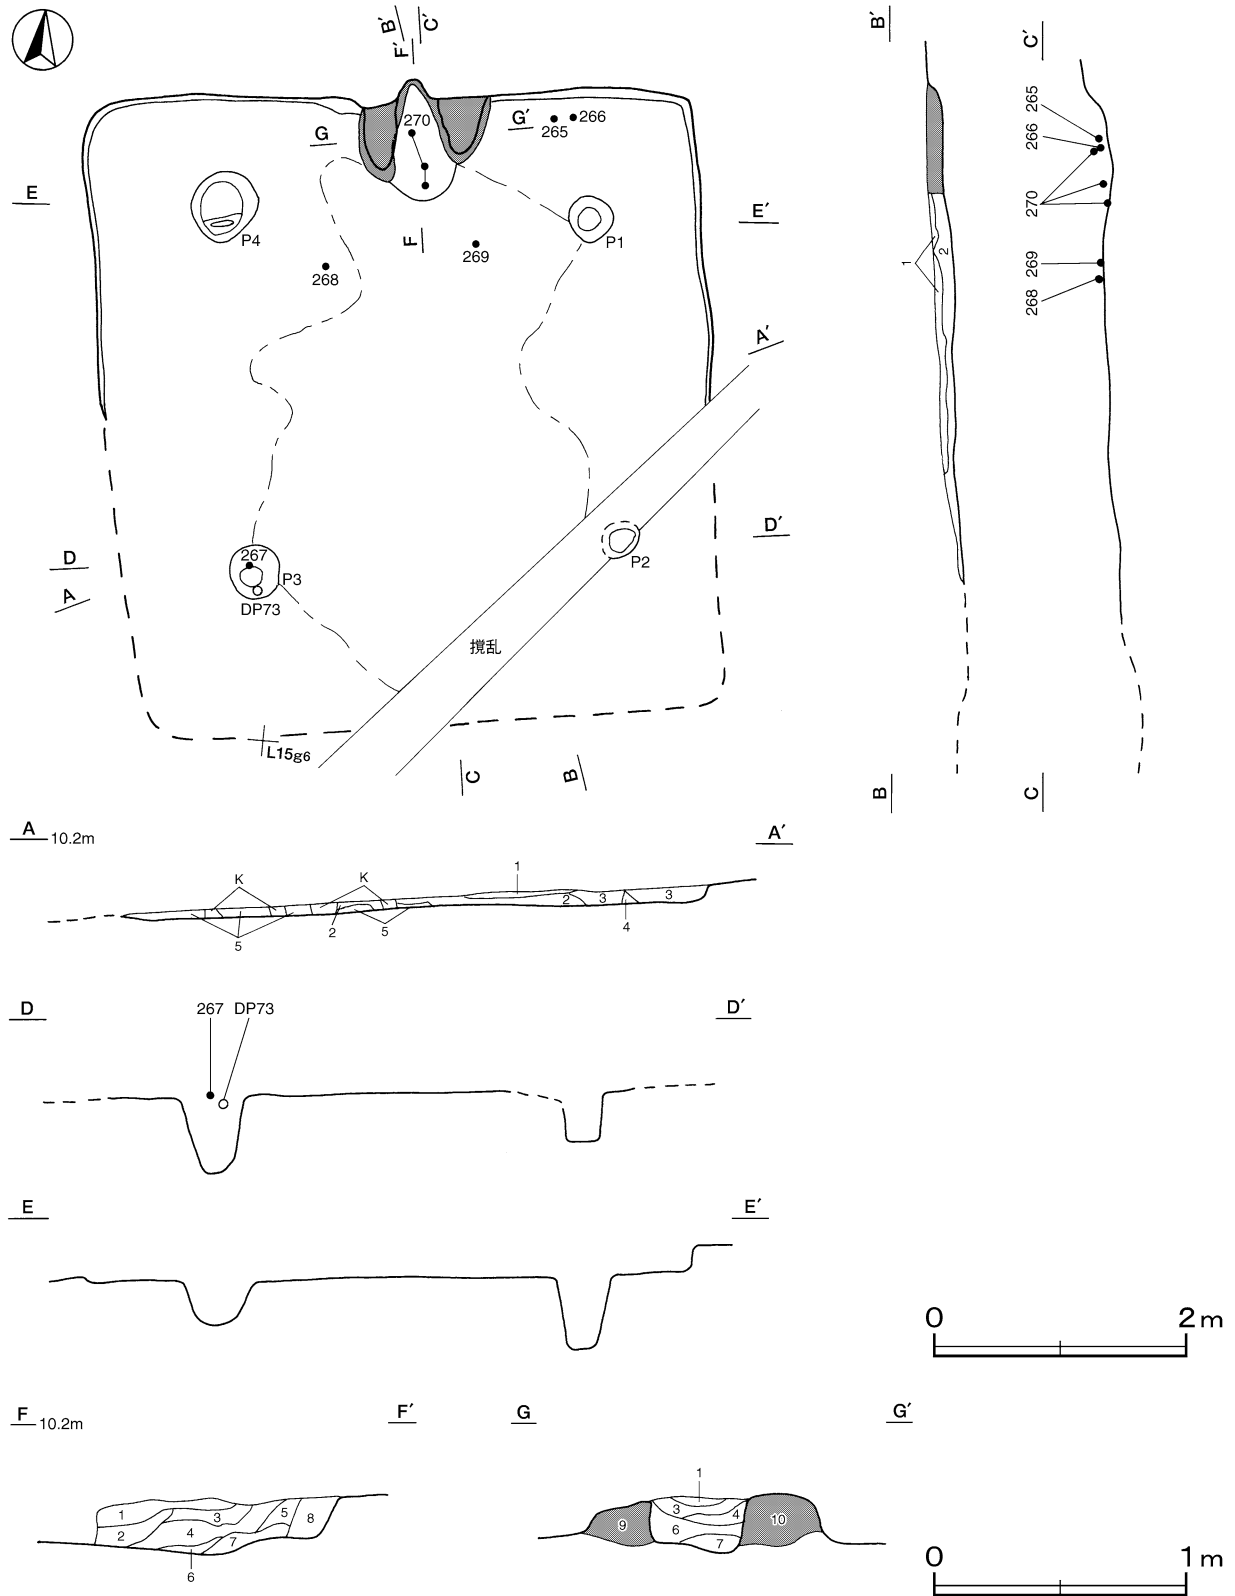 B′
C′
F′
G
270
G′
265
266
E
E′
P4
P1
F
269
268
A′
D
A
267
P3
DP73
D′
P2
撹乱
L15g6
C
B
B′
C′
265
266
270
269
268
1
2
B
C
A 10.2m
A′
K
K
1
2
3
3
5
2
5
4
D
267 DP73
D′
E
E′
0 2m
F 10.2m
F′
G
G′
1
2
3
4
5
8
7
6
1
3
4
9
6
7
10
0 1m